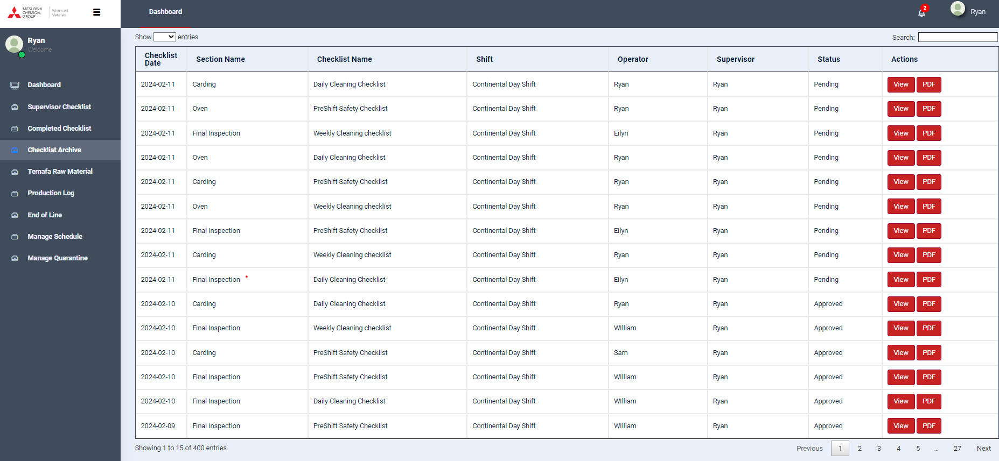 MITSUBISHI
CHEMICAL
GROUP
Advanced
Materials
Dashboard
2
Ryan
Ryan
Welcome
Dashboard
Supervisor Checklist
Completed Checklist
Checklist Archive
Temafa Raw Material
Production Log
End of Line
Manage Schedule
Manage Quarantine
Show entries
Search:
Checklist Date Section Name Checklist Name Shift Operator Supervisor Status Actions
2024-02-11 Carding Daily Cleaning Checklist Continental Day Shift Ryan Ryan Pending View PDF
2024-02-11 Oven PreShift Safety Checklist Continental Day Shift Ryan Ryan Pending View PDF
2024-02-11 Final Inspection Weekly Cleaning checklist Continental Day Shift Eilyn Ryan Pending View PDF
2024-02-11 Oven Daily Cleaning Checklist Continental Day Shift Ryan Ryan Pending View PDF
2024-02-11 Carding PreShift Safety Checklist Continental Day Shift Ryan Ryan Pending View PDF
2024-02-11 Oven Weekly Cleaning checklist Continental Day Shift Ryan Ryan Pending View PDF
2024-02-11 Final Inspection PreShift Safety Checklist Continental Day Shift Eilyn Ryan Pending View PDF
2024-02-11 Carding Weekly Cleaning checklist Continental Day Shift Ryan Ryan Pending View PDF
2024-02-11 Final Inspection Daily Cleaning Checklist Continental Day Shift Eilyn Ryan Pending View PDF
2024-02-10 Carding Daily Cleaning Checklist Continental Day Shift Ryan Ryan Approved View PDF
2024-02-10 Final Inspection Weekly Cleaning checklist Continental Day Shift WIlliam Ryan Approved View PDF
2024-02-10 Carding PreShift Safety Checklist Continental Day Shift Sam Ryan Approved View PDF
2024-02-10 Final Inspection PreShift Safety Checklist Continental Day Shift WIlliam Ryan Approved View PDF
2024-02-10 Final Inspection Daily Cleaning Checklist Continental Day Shift WIlliam Ryan Approved View PDF
2024-02-09 Final Inspection PreShift Safety Checklist Continental Day Shift WIlliam Ryan Approved View PDF
Showing 1 to 15 of 400 entries
Previous 1 2 3 4 5 ... 27 Next